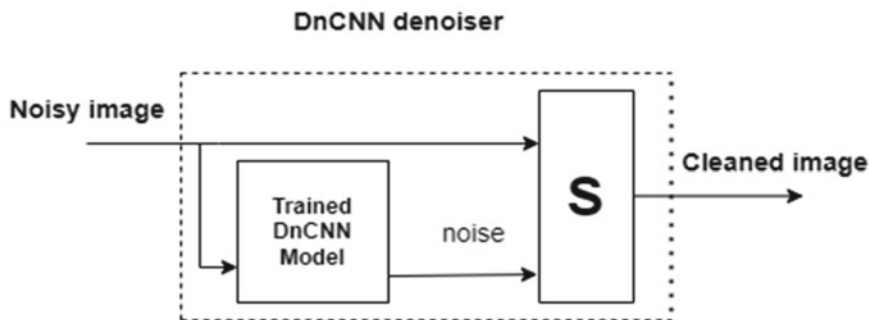 DnCNN denoiser
Noisy image
Cleaned image
Trained
DnCNN
Model
noise
S